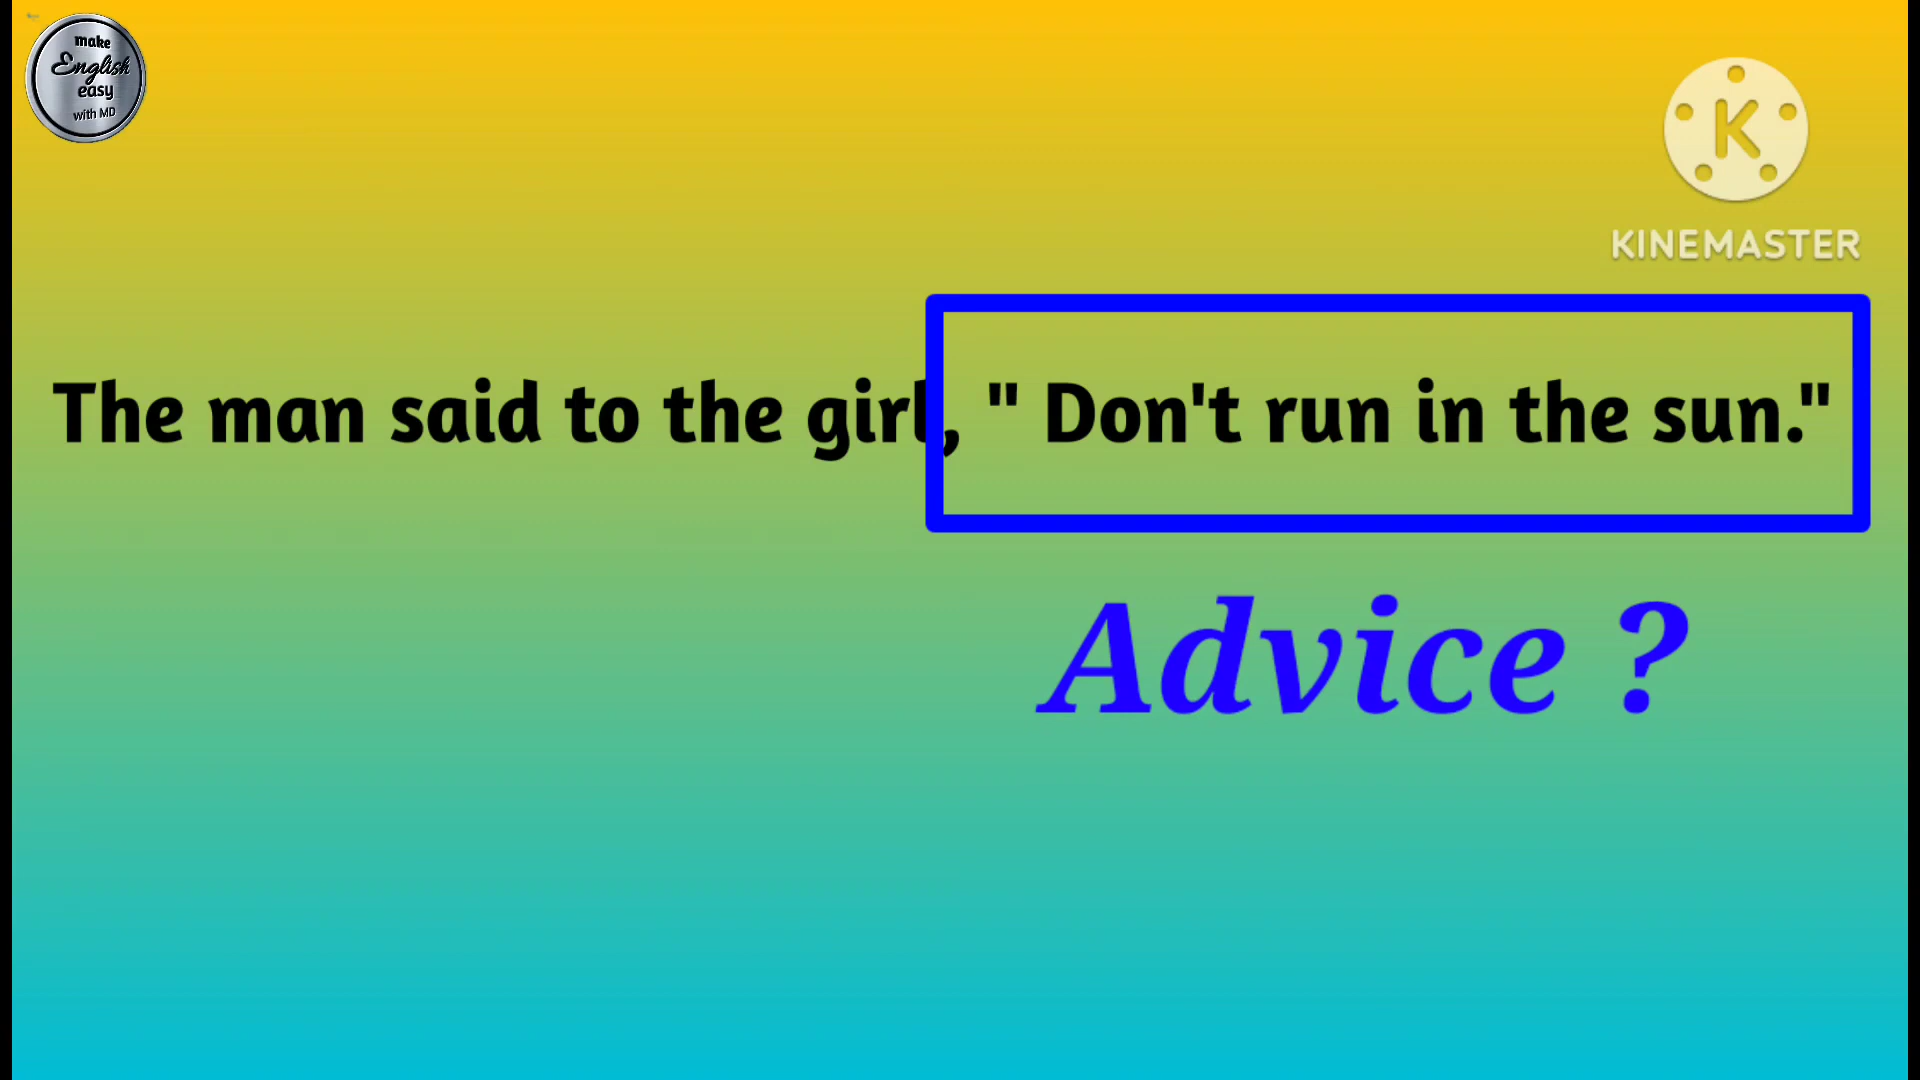 make
English
easy
with MD
KINEMASTER
The man said to the girl, " Don't run in the sun."
Advice ?